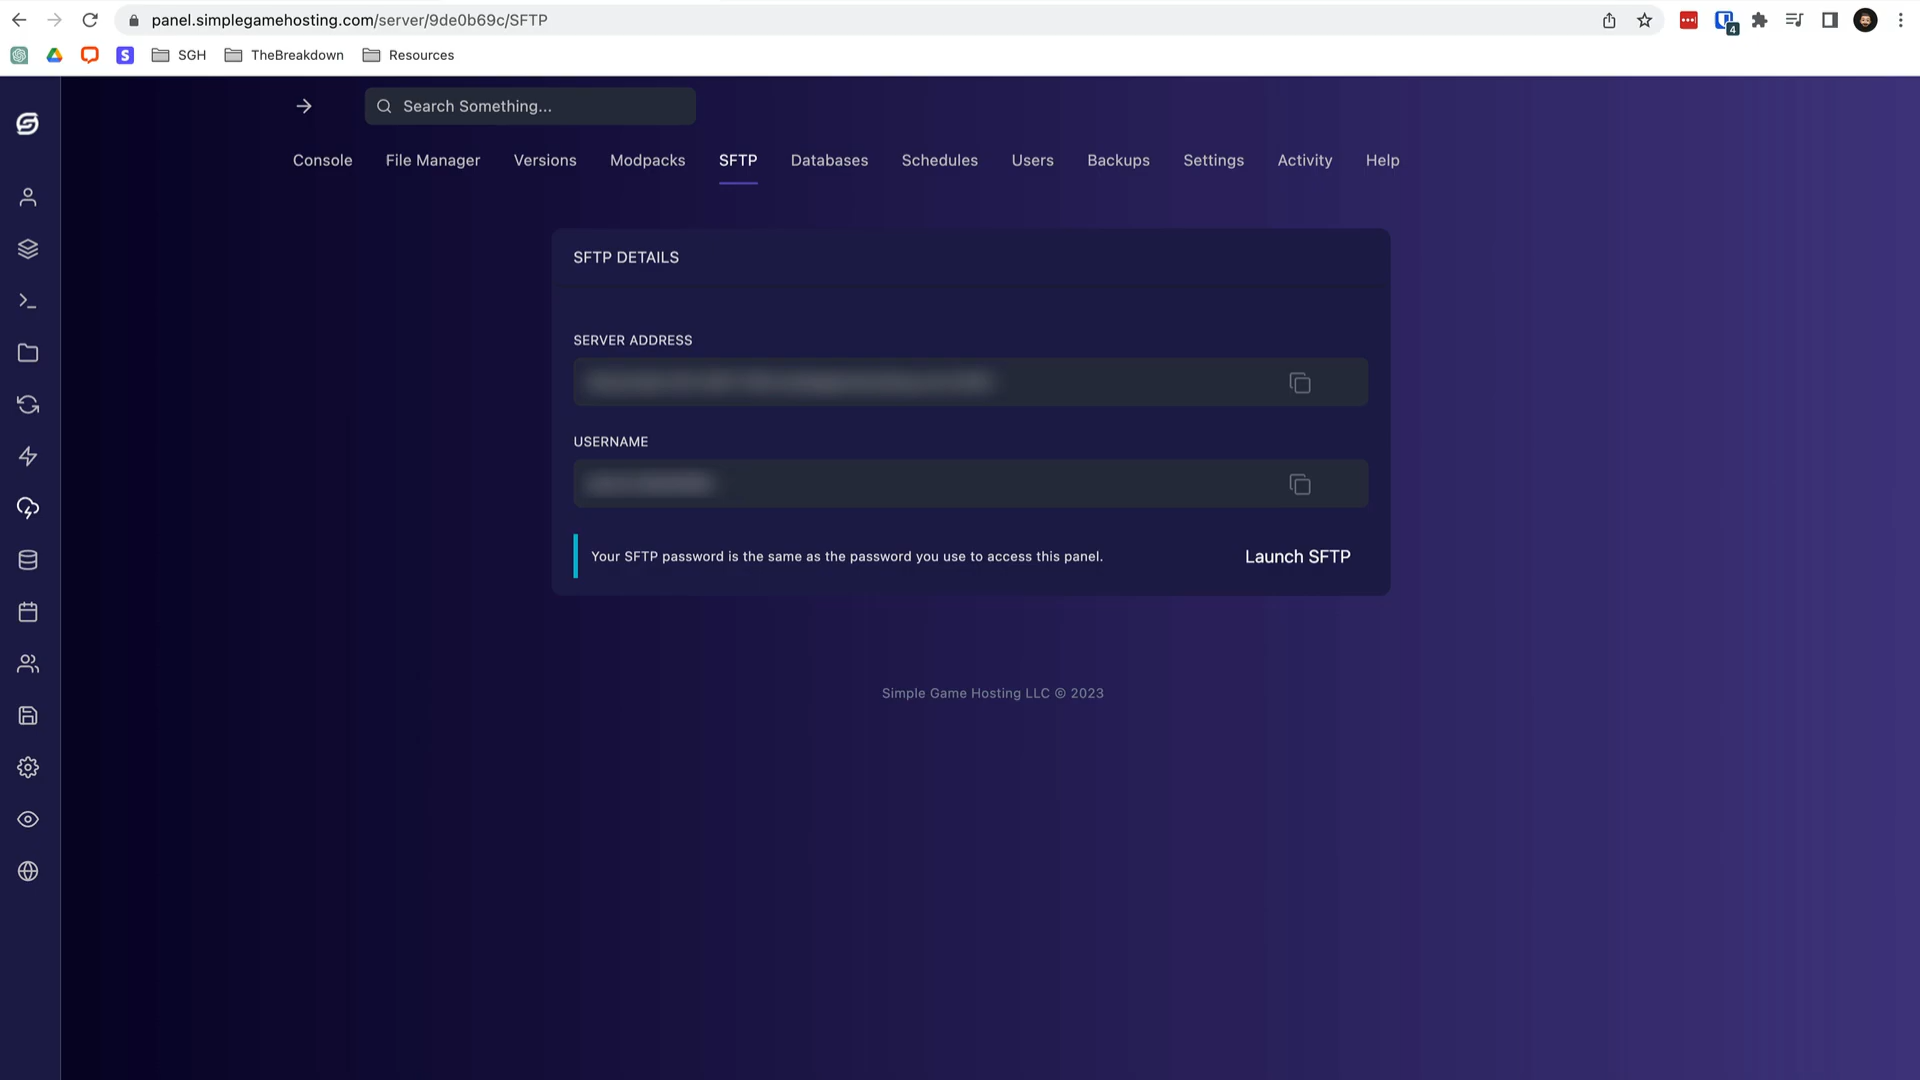 panel.simplegamehosting.com/server/9de0b69c/SFTP
4
S SGH TheBreakdown Resources
Search Something...
Console File Manager Versions Modpacks SFTP Databases Schedules Users Backups Settings Activity Help
SFTP DETAILS
SERVER ADDRESS
USERNAME
Your SFTP password is the same as the password you use to access this panel. Launch SFTP
Simple Game Hosting LLC © 2023